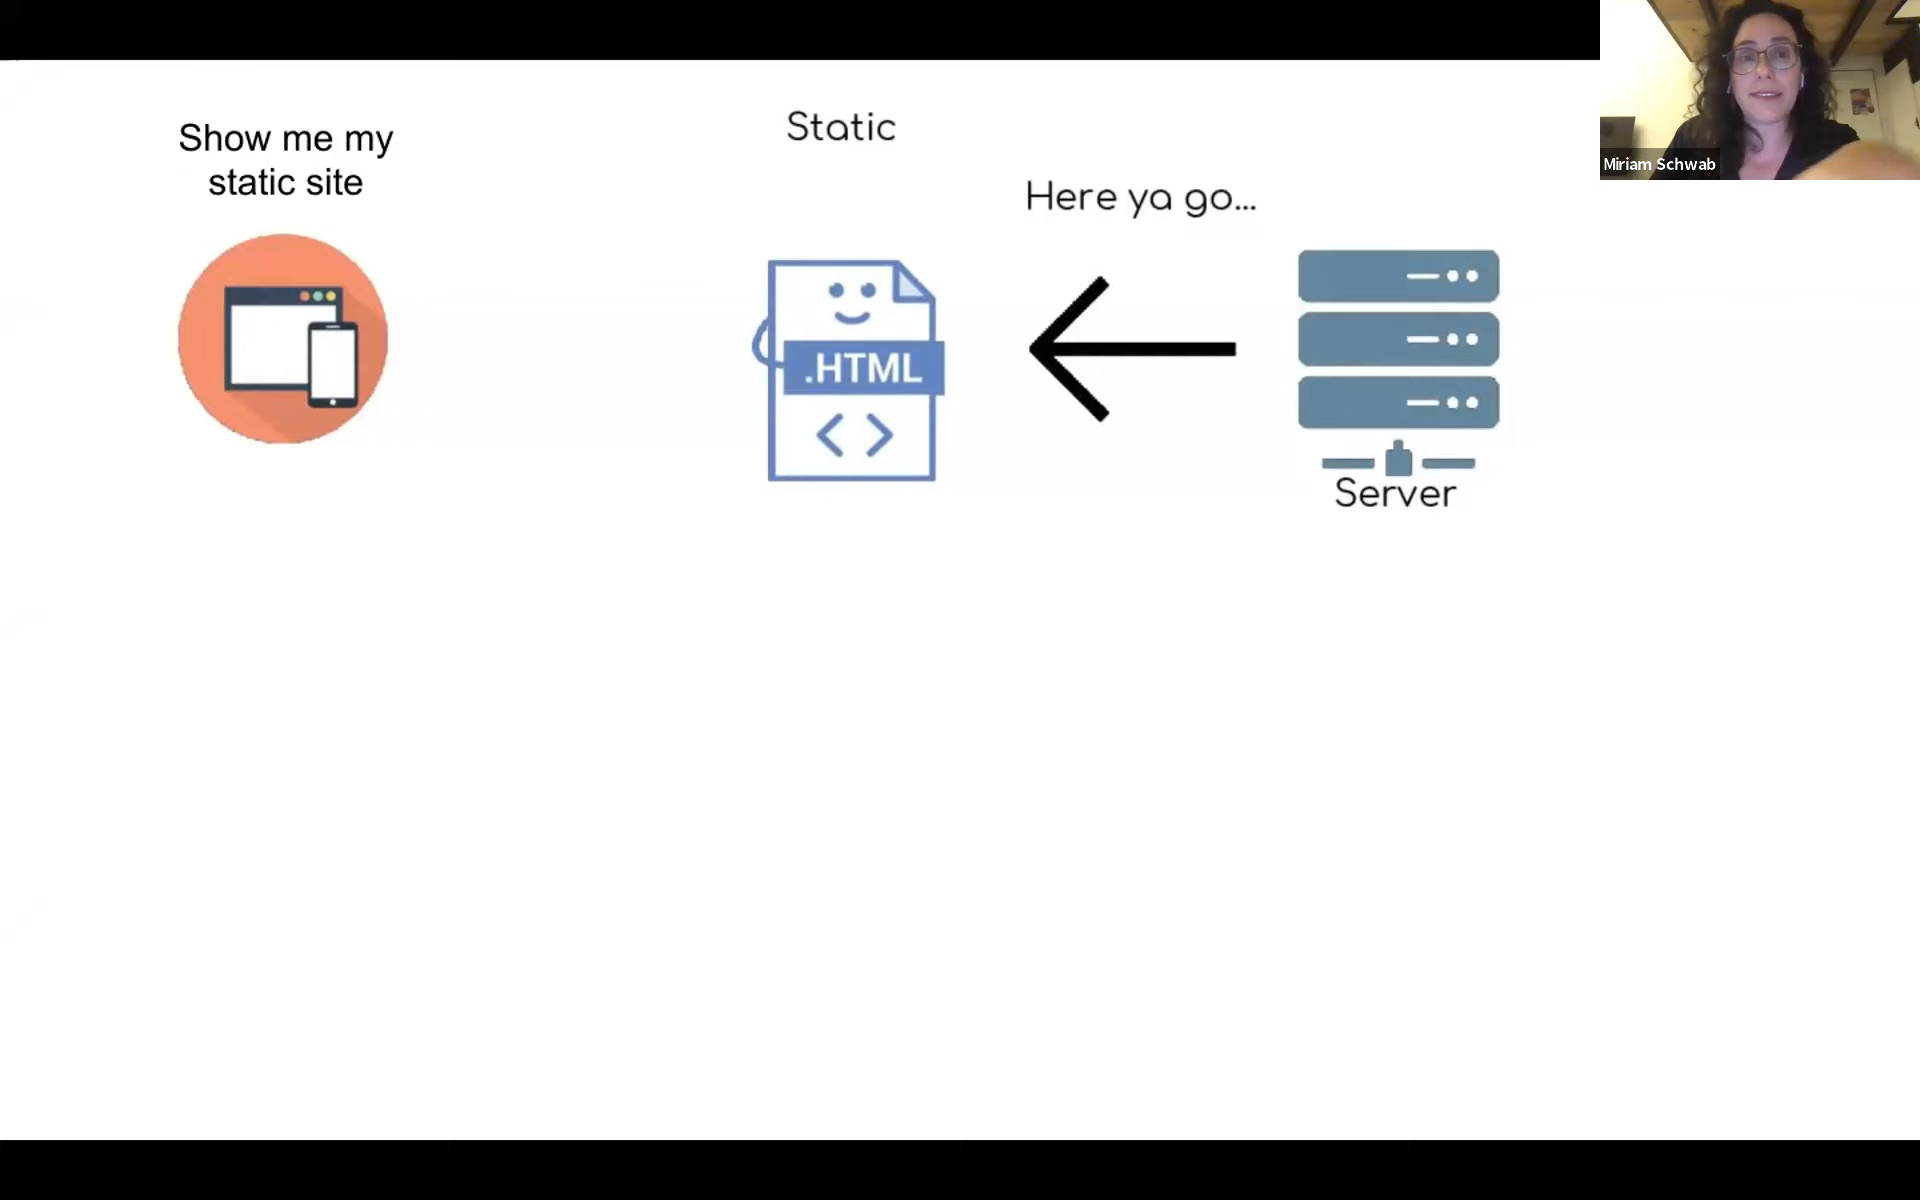 Show me my
static site
Static
Here ya go...
.HTML
< >
Server
Miriam Schwab